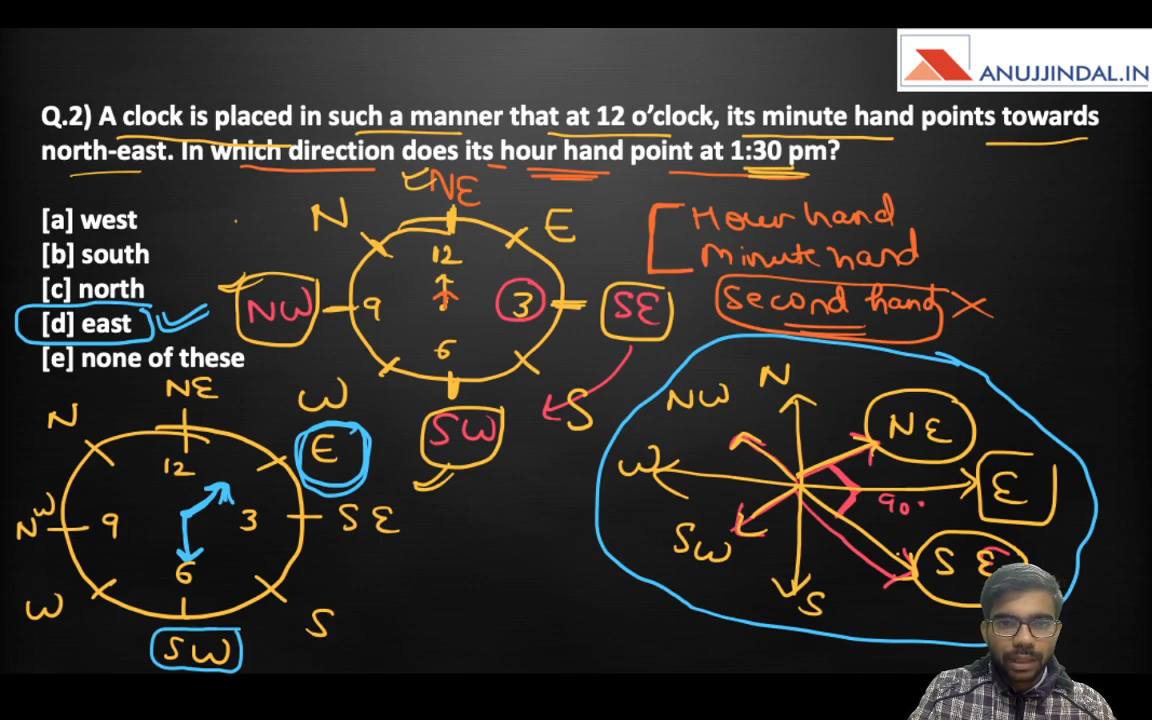 ANUJJINDAL.IN
Q.2) A clock is placed in such a manner that at 12 o'clock, its minute hand points towards
north-east. In which direction does its hour hand point at 1:30 pm?
[a] west
[b] south
[c] north
[d] east
[e] none of these
NE
N
E
12
9
3
6
NW
SE
SW
S
W
Hour hand
Minute hand
Second hand
NE
N
E
12
9
3
6
NW
SE
W
S
SW
N
NW
NE
W
E
90°
SW
SE
S